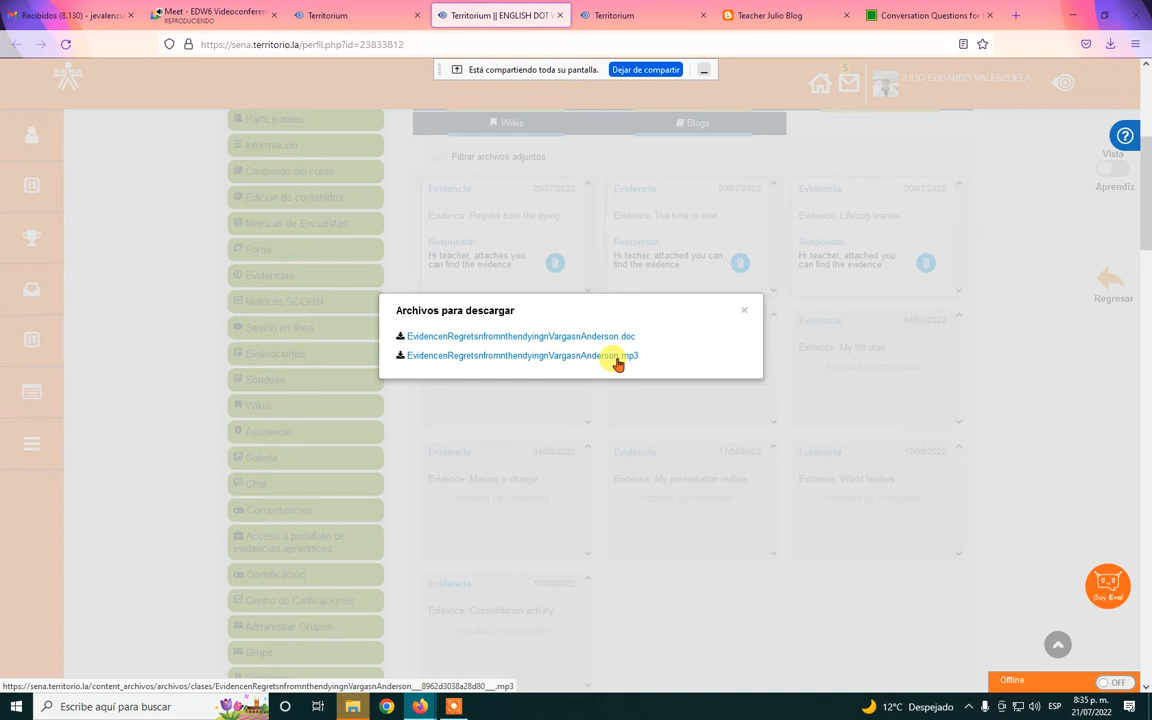 Recibidos (8.130) - jevalenzu
Meet - EDW6 Videoconferen
REPRODUCIENDO
Territorium
Territorium || ENGLISH DOT W
Territorium
Teacher Julio Blog
Conversation Questions for
https://sena.territorio.la/perfil.php?id=23833812
Está compartiendo toda su pantalla.
Dejar de compartir
SENA
5
JULIO EDUARDO VALENZUELA
Participantes
Información
Contenido del curso
Edición de contenidos
Métricas de Encuestas
Foros
Evidencias
Metricas SCORM
Sesión en línea
Evaluaciones
Sondeos
Wikis
Asistencia
Galería
Chat
Competencias
Acceso a portafolio de
evidencias aprendices
Gamificación
Centro de Calificaciones
Administrar Grupos
Grupo
Wikis
Blogs
Filtrar archivos adjuntos
Evidencia 20/07/2022
Evidence: Regrets from the dying
Respuesta:
Hi teacher, attaches you
can find the evidence ...
Evidencia 20/07/2022
Evidence: The time is now
Respuesta:
Hi teacher, attached you
can find the evidence ...
Evidencia 20/07/2022
Evidence: Lifelong learner
Respuesta:
Hi teacher, attached you
can find the evidence ...
Archivos para descargar
×
EvidencenRegretsnfromnthendyingnVargasnAnderson.doc
EvidencenRegretsnfromnthendyingnVargasnAnderson.mp3
Evidencia 04/08/2022
Evidence: My life plan
Evidencia 04/08/2022
Evidence: Making a change
Evidencia 17/08/2022
Evidence: My presentation outline
Evidencia 17/08/2022
Evidence: World leaders
Evidencia 17/08/2022
Evidence: Consolidation activity
Vista
Aprendiz
Regresar
¡Soy Eva!
Offline
OFF
https://sena.territorio.la/content_archivos/archivos/clases/EvidencenRegretsnfromnthendyingnVargasnAnderson__8962d3038a28d80__.mp3
Escribe aquí para buscar
12°C Despejado
ESP
8:35 p. m.
21/07/2022